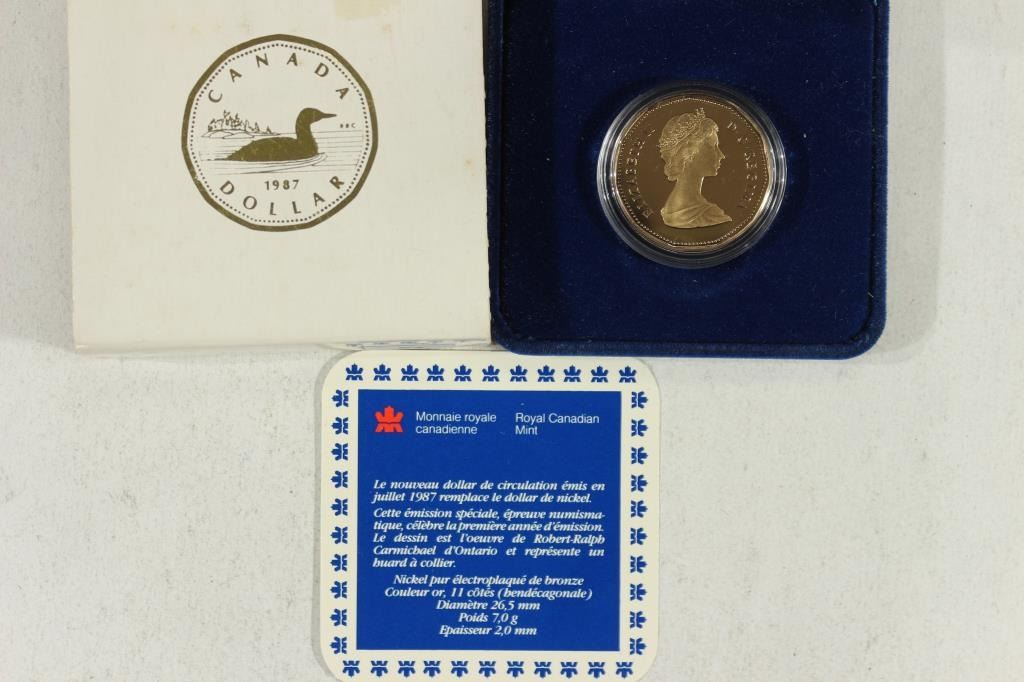 CANADA
RRC
1987
DOLLAR
ELIZABETH II D·G·REGINA
Monnaie royale
canadienne
Royal Canadian
Mint
Le nouveau dollar de circulation émis en
juillet 1987 remplace le dollar de nickel.
Cette émission spéciale, épreuve numisma-
tique, célèbre la première année d'émission.
Le dessin est l'oeuvre de Robert-Ralph
Carmichael d'Ontario et représente un
huard à collier.
Nickel pur électroplaqué de bronze
Couleur or, 11 côtés (hendécagonale)
Diamètre 26,5 mm
Poids 7,0 g
Epaisseur 2,0 mm